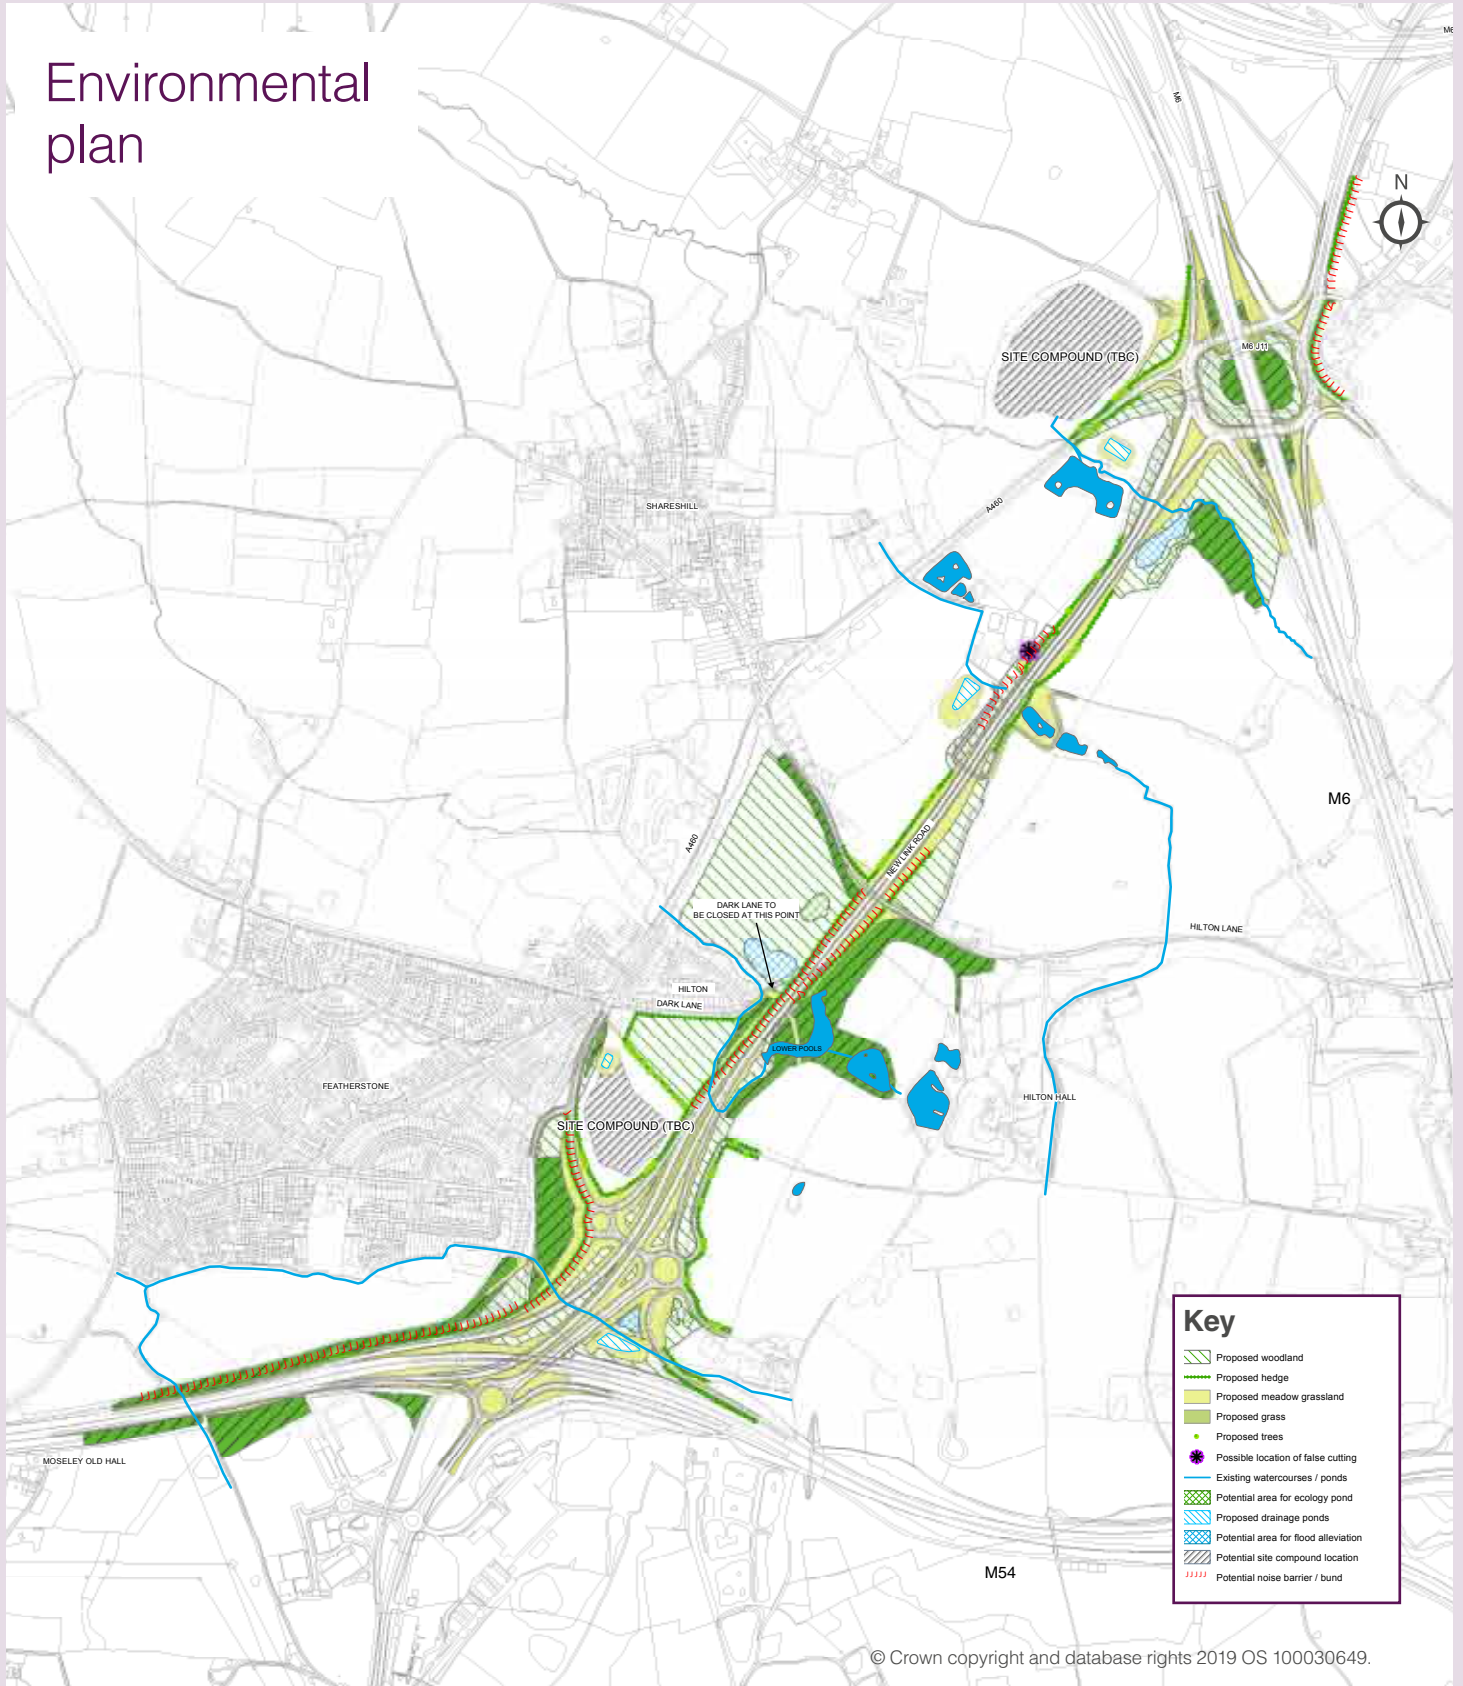 Environmental
plan
M6
M6
N
SITE COMPOUND (TBC)
M6 J11
A460
SHARESHILL
M6
A460
NEW LINK ROAD
DARK LANE TO
BE CLOSED AT THIS POINT
HILTON LANE
HILTON
DARK LANE
LOWER POOLS
FEATHERSTONE
HILTON HALL
SITE COMPOUND (TBC)
MOSELEY OLD HALL
M54
Key
Proposed woodland
Proposed hedge
Proposed meadow grassland
Proposed grass
Proposed trees
Possible location of false cutting
Existing watercourses / ponds
Potential area for ecology pond
Proposed drainage ponds
Potential area for flood alleviation
Potential site compound location
Potential noise barrier / bund
© Crown copyright and database rights 2019 OS 100030649.